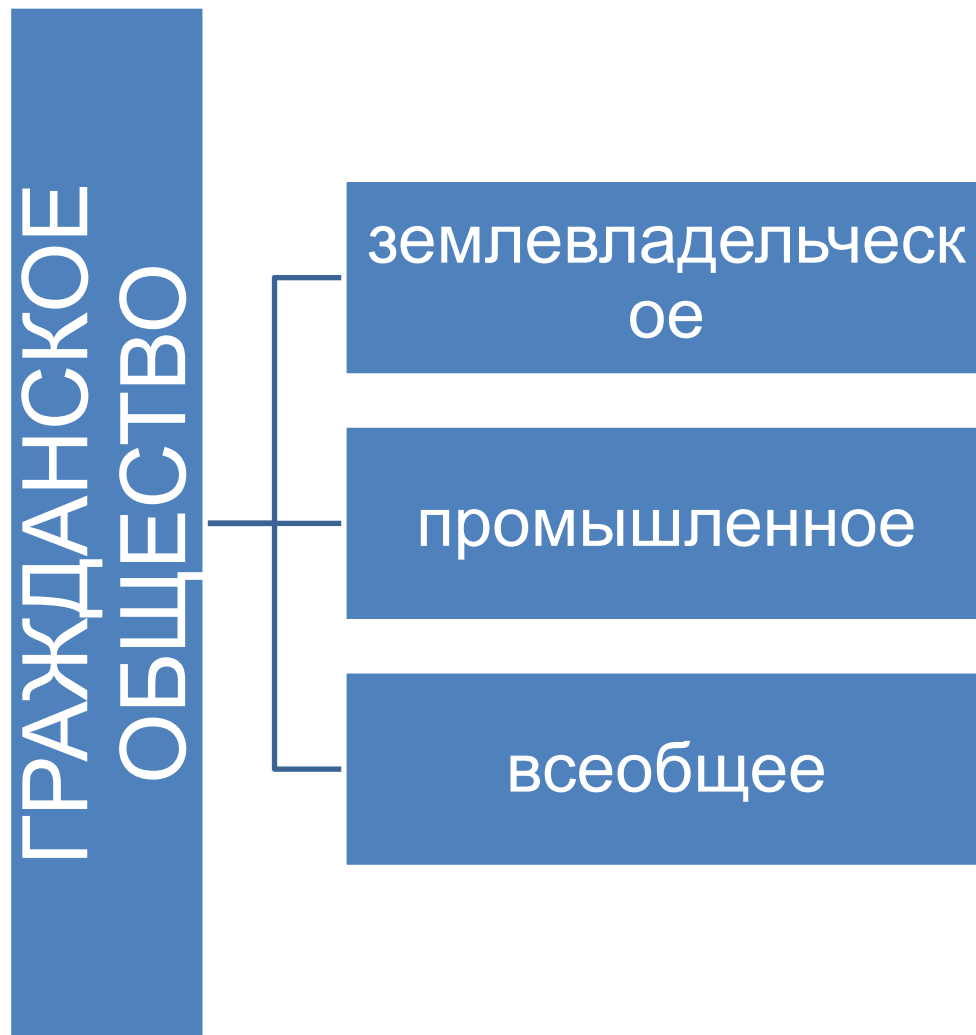 ГРАЖДАНСКОЕ
ОБЩЕСТВО
землевладельческ
ое
промышленное
всеобщее